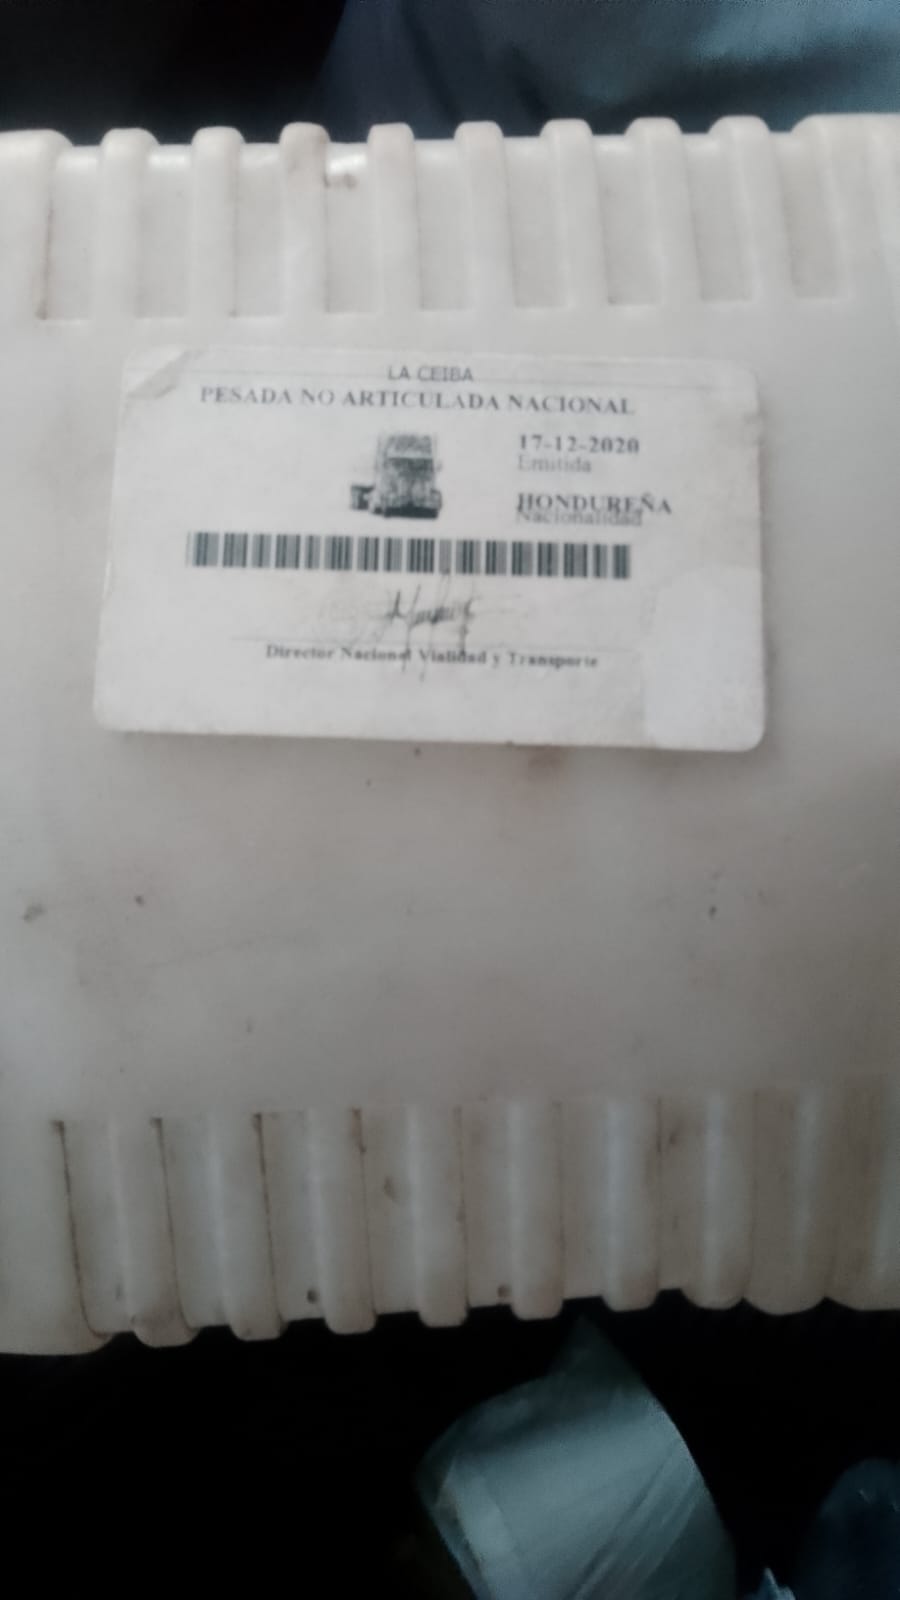 LA CEIBA
PESADA NO ARTICULADA NACIONAL
17-12-2020
Emitida
HONDUREÑA
Nacionalidad
Director Nacional Vialidad y Transporte